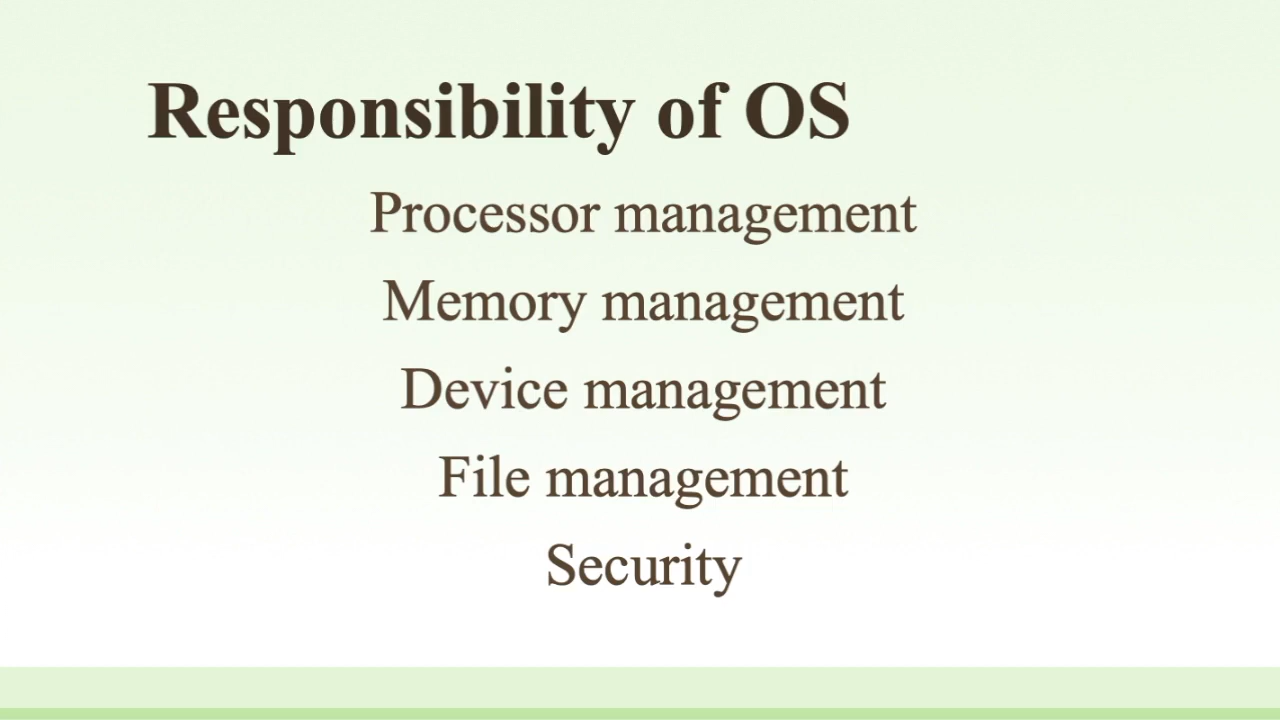 Responsibility of OS
Processor management
Memory management
Device management
File management
Security